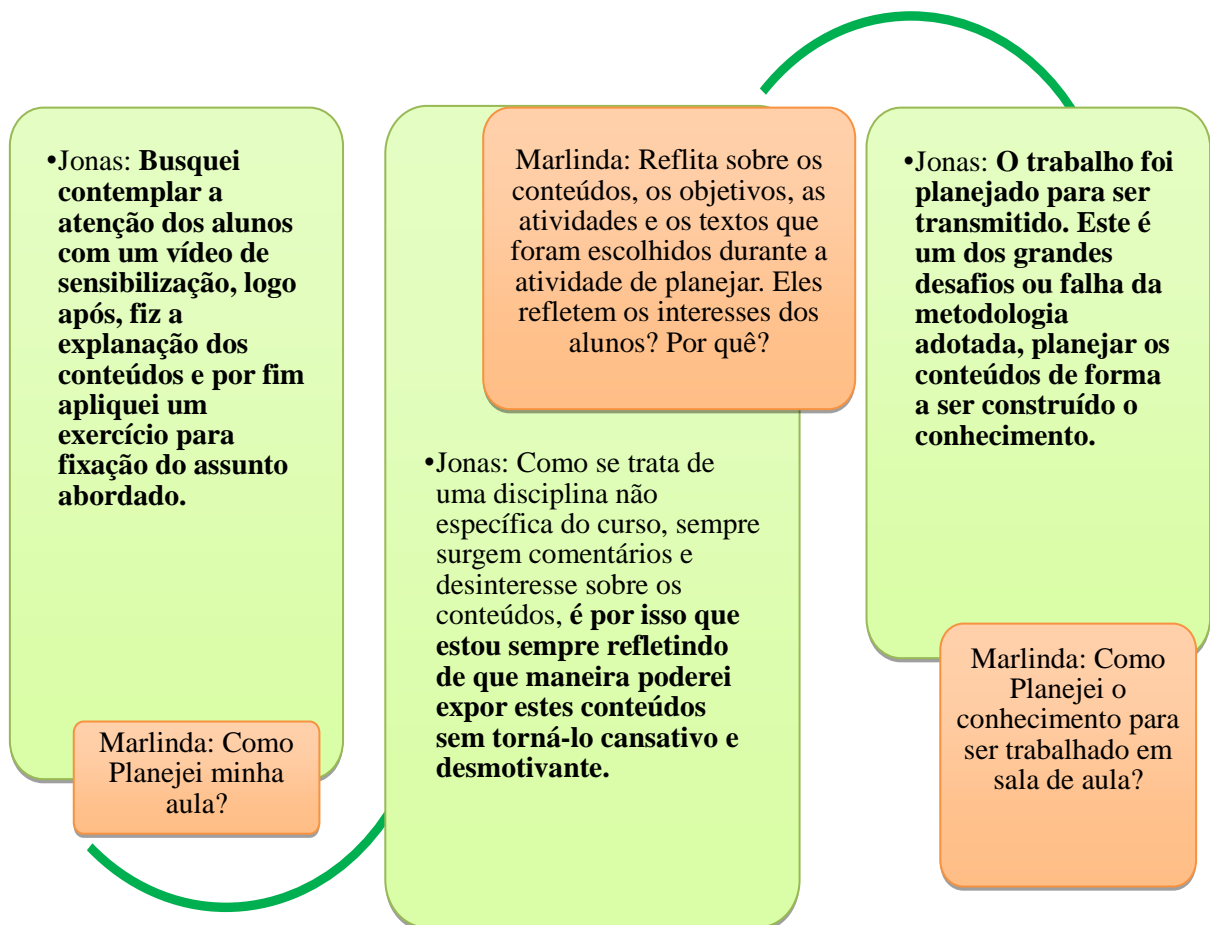 •Jonas: Busquei
contemplar a
atenção dos alunos
com um vídeo de
sensibilização, logo
após, fiz a
explanação dos
conteúdos e por fim
apliquei um
exercício para
fixação do assunto
abordado.
Marlinda: Como
Planejei minha
aula?
Marlinda: Reflita sobre os
conteúdos, os objetivos, as
atividades e os textos que
foram escolhidos durante a
atividade de planejar. Eles
refletem os interesses dos
alunos? Por quê?
•Jonas: Como se trata de
uma disciplina não
específica do curso, sempre
surgem comentários e
desinteresse sobre os
conteúdos, é por isso que
estou sempre refletindo
de que maneira poderei
expor estes conteúdos
sem torná-lo cansativo e
desmotivante.
•Jonas: O trabalho foi
planejado para ser
transmitido. Este é
um dos grandes
desafios ou falha da
metodologia
adotada, planejar os
conteúdos de forma
a ser construído o
conhecimento.
Marlinda: Como
Planejei o
conhecimento para
ser trabalhado em
sala de aula?